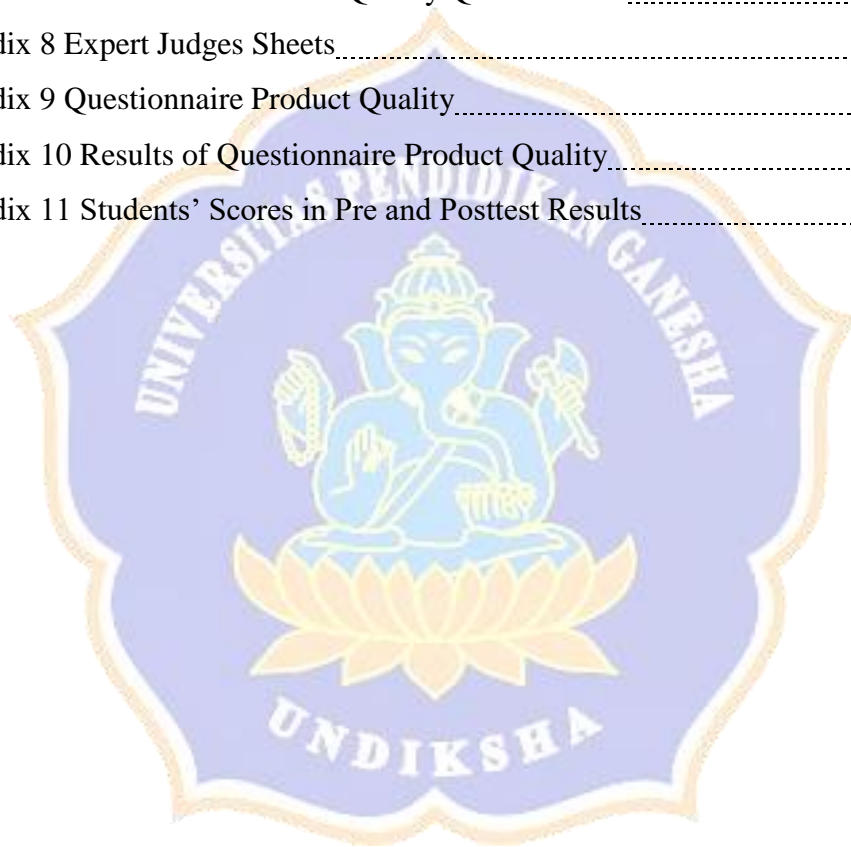 dix 8 Expert Judges Sheets
dix 9 Questionnaire Product Quality
dix 10 Results of Questionnaire Product Quality
dix 11 Students’ Scores in Pre and Posttest Results
UNIVERSITAS PENDIDIKAN GANESHA
UNDIKSHA